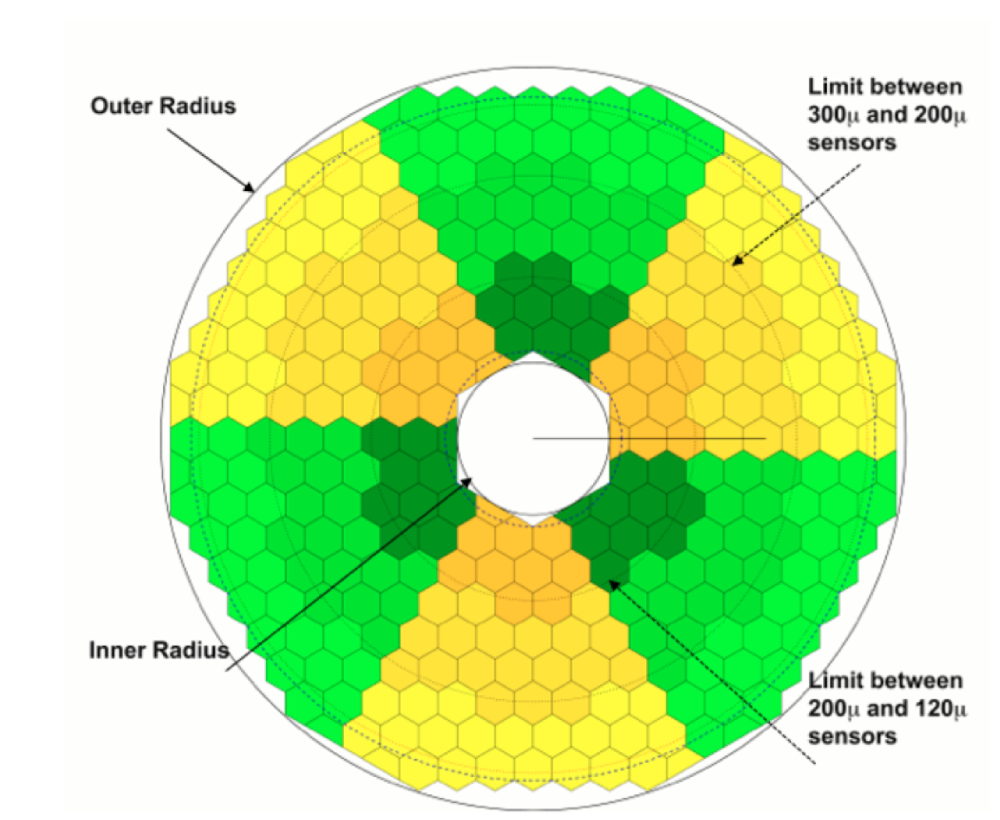 Outer Radius
Limit between
300μ and 200μ
sensors
Inner Radius
Limit between
200μ and 120μ
sensors